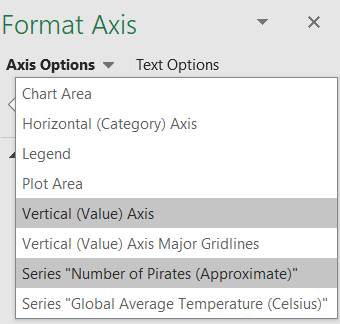 Format Axis
Axis Options Text Options
Chart Area
Horizontal (Category) Axis
Legend
Plot Area
Vertical (Value) Axis
Vertical (Value) Axis Major Gridlines
Series "Number of Pirates (Approximate)"
Series "Global Average Temperature (Celsius)"